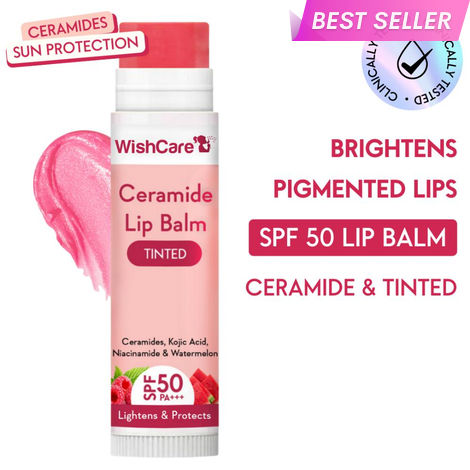 CERAMIDES
SUN PROTECTION
BEST SELLER
CLINICALLY TESTED
WishCare
Ceramide
Lip Balm
TINTED
Ceramides, Kojic Acid,
Niacinamide & Watermelon
SPF 50
PA+++
Lightens & Protects
BRIGHTENS
PIGMENTED LIPS
SPF 50 LIP BALM
CERAMIDE & TINTED